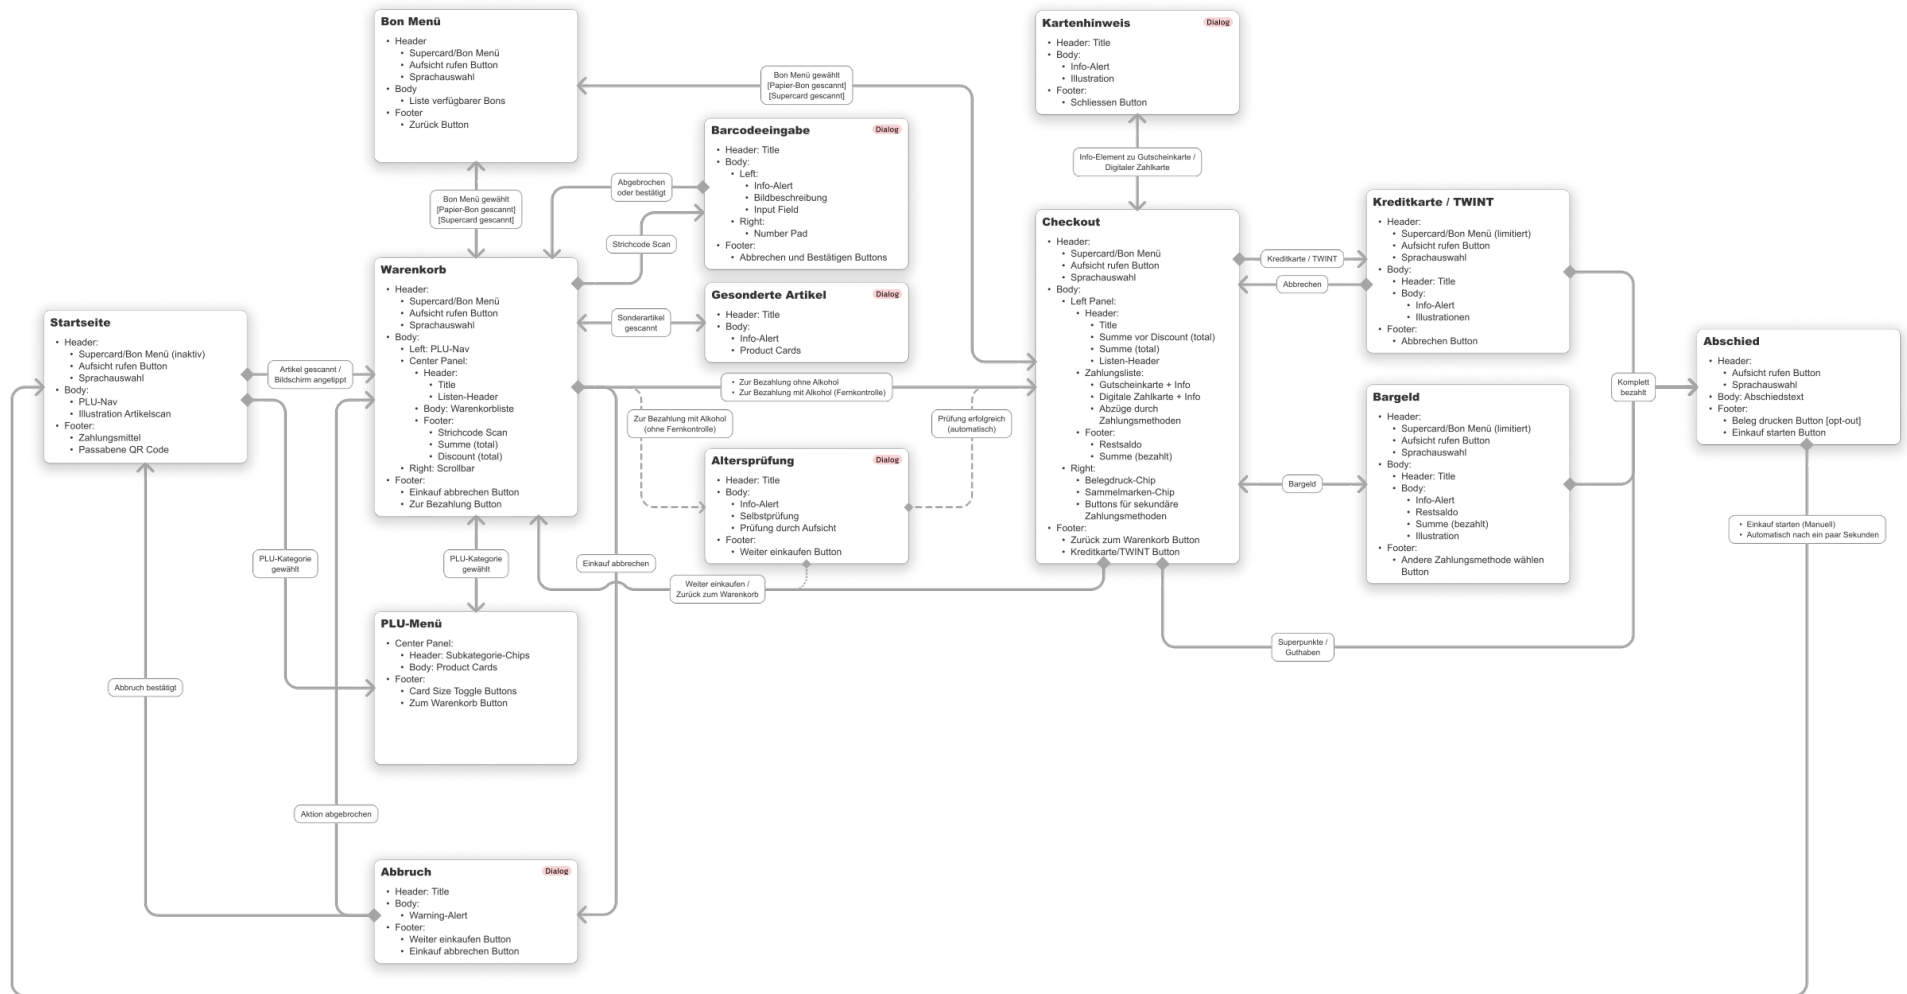 Bon Menü
• Header
• Supercard/Bon Menü
• Aufsicht rufen Button
• Sprachauswahl
• Body
• Liste verfügbarer Bons
• Footer
• Zurück Button
Kartenhinweis
Dialog
• Header: Title
• Body:
• Info-Alert
• Illustration
• Footer:
• Schliessen Button
Bon Menü gewählt
[Papier-Bon gescannt]
[Supercard gescannt]
Barcodeeingabe
Dialog
• Header: Title
• Body:
• Left:
• Info-Alert
• Bildbeschreibung
• Input Field
• Right:
• Number Pad
• Footer:
• Abbrechen und Bestätigen Buttons
Info-Element zu Gutscheinkarte /
Digitaler Zahlkarte
Abgebrochen
oder bestätigt
Bon Menü gewählt
[Papier-Bon gescannt]
[Supercard gescannt]
Strichcode Scan
Kreditkarte / TWINT
• Header:
• Supercard/Bon Menü (limitiert)
• Aufsicht rufen Button
• Sprachauswahl
• Body:
• Header: Title
• Body:
• Info-Alert
• Illustrationen
• Footer:
• Abbrechen Button
Checkout
• Header:
• Supercard/Bon Menü
• Aufsicht rufen Button
• Sprachauswahl
• Body:
• Left Panel:
• Header:
• Title
• Summe vor Discount (total)
• Summe (total)
• Listen-Header
• Zahlungsliste:
• Gutscheinkarte + Info
• Digitale Zahlkarte + Info
• Abzüge durch
Zahlungsmethoden
• Footer:
• Restsaldo
• Summe (bezahlt)
• Right:
• Belegdruck-Chip
• Sammelmarken-Chip
• Buttons für sekundäre
Zahlungsmethoden
• Footer:
• Zurück zum Warenkorb Button
• Kreditkarte/TWINT Button
Kreditkarte / TWINT
Abbrechen
Warenkorb
• Header:
• Supercard/Bon Menü
• Aufsicht rufen Button
• Sprachauswahl
• Body:
• Left: PLU-Nav
• Center Panel:
• Header:
• Title
• Listen-Header
• Body: Warenkorbliste
• Footer:
• Strichcode Scan
• Summe (total)
• Discount (total)
• Right: Scrollbar
• Footer:
• Einkauf abbrechen Button
• Zur Bezahlung Button
Gesonderte Artikel
Dialog
• Header: Title
• Body:
• Info-Alert
• Product Cards
Sonderartikel
gescannt
Startseite
• Header:
• Supercard/Bon Menü (inaktiv)
• Aufsicht rufen Button
• Sprachauswahl
• Body:
• PLU-Nav
• Illustration Artikelscan
• Footer:
• Zahlungsmittel
• Passabene QR Code
Artikel gescannt /
Bildschirm angetippt
• Zur Bezahlung ohne Alkohol
• Zur Bezahlung mit Alkohol (Fernkontrolle)
Zur Bezahlung mit Alkohol
(ohne Fernkontrolle)
Prüfung erfolgreich
(automatisch)
Komplett
bezahlt
Abschied
• Header:
• Aufsicht rufen Button
• Sprachauswahl
• Body: Abschiedstext
• Footer:
• Beleg drucken Button [opt-out]
• Einkauf starten Button
Bargeld
• Header:
• Supercard/Bon Menü (limitiert)
• Aufsicht rufen Button
• Sprachauswahl
• Body:
• Header: Title
• Body:
• Info-Alert
• Restsaldo
• Summe (bezahlt)
• Illustration
• Footer:
• Andere Zahlungsmethode wählen
Button
Altersprüfung
Dialog
• Header: Title
• Body:
• Info-Alert
• Selbstprüfung
• Prüfung durch Aufsicht
• Footer:
• Weiter einkaufen Button
Bargeld
• Einkauf starten (Manuell)
• Automatisch nach ein paar Sekunden
PLU-Kategorie
gewählt
PLU-Kategorie
gewählt
Einkauf abbrechen
Weiter einkaufen /
Zurück zum Warenkorb
PLU-Menü
• Center Panel:
• Header: Subkategorie-Chips
• Body: Product Cards
• Footer:
• Card Size Toggle Buttons
• Zum Warenkorb Button
Superpunkte /
Guthaben
Abbruch bestätigt
Aktion abgebrochen
Abbruch
Dialog
• Header: Title
• Body:
• Warning-Alert
• Footer:
• Weiter einkaufen Button
• Einkauf abbrechen Button